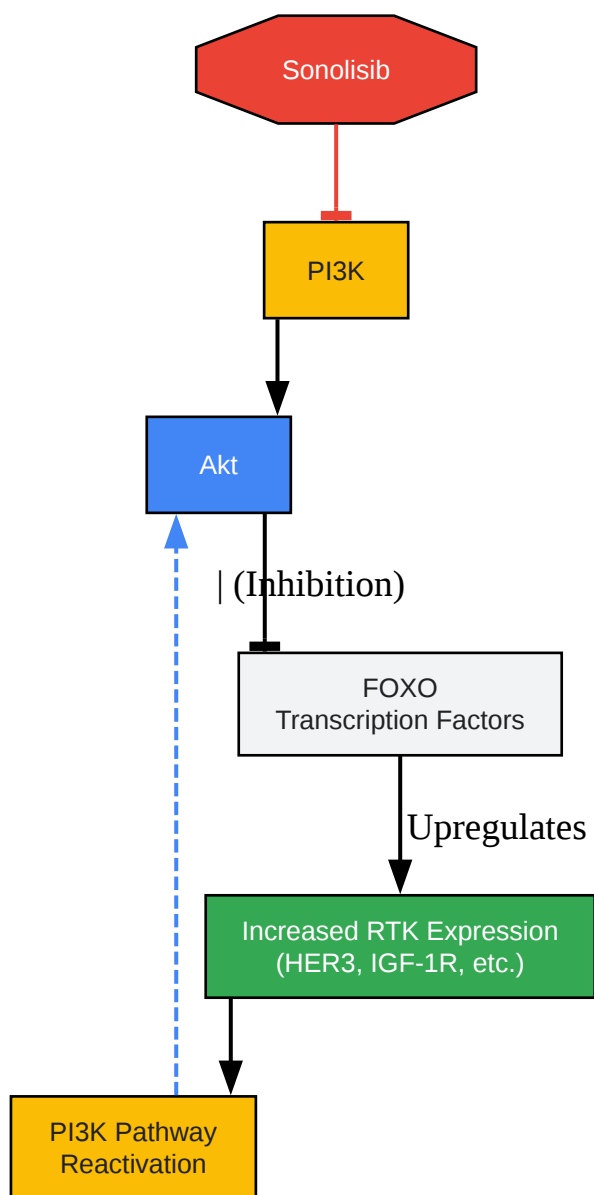 Sonolisib
PI3K
Akt
| (Inhibition)
FOXO
Transcription Factors
Upregulates
Increased RTK Expression
(HER3, IGF-1R, etc.)
PI3K Pathway
Reactivation